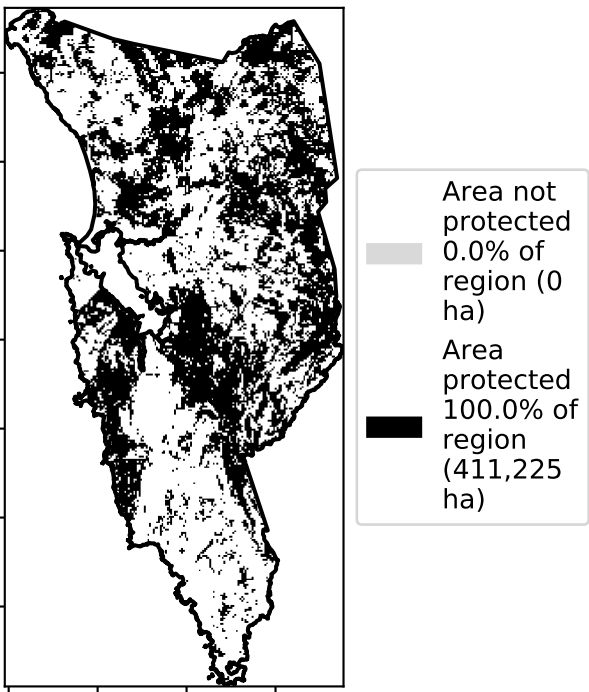 Area not
protected
0.0% of
region (0
ha)
Area
protected
100.0% of
region
(411,225
ha)